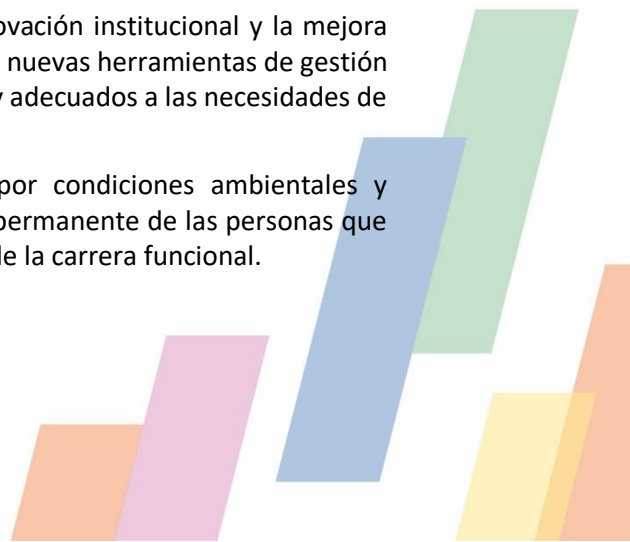 ovación institucional y la mejora
nuevas herramientas de gestión
y adecuados a las necesidades de
por condiciones ambientales y
permanente de las personas que
de la carrera funcional.